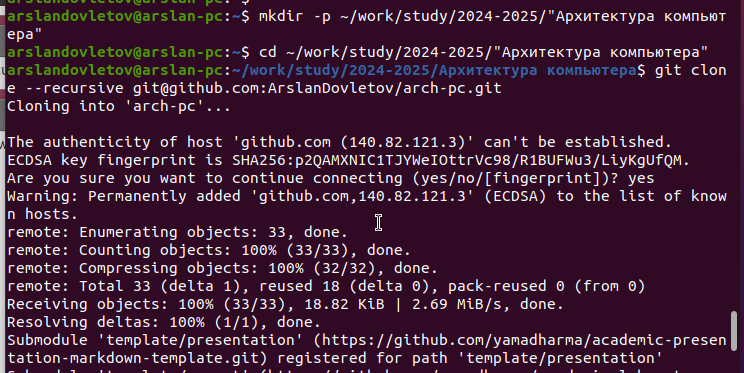 arslandovletov@arslan-pc:~$ mkdir -p ~/work/study/2024-2025/"Архитектура компьют
ера"
arslandovletov@arslan-pc:~$ cd ~/work/study/2024-2025/"Архитектура компьютера"
arslandovletov@arslan-pc:~/work/study/2024-2025/Архитектура компьютера$ git clon
e --recursive git@github.com:ArslanDovletov/arch-pc.git
Cloning into 'arch-pc'...
The authenticity of host 'github.com (140.82.121.3)' can't be established.
ECDSA key fingerprint is SHA256:p2QAMXNIC1TJYWeIOttrVc98/R1BUFWu3/LiyKgUfQM.
Are you sure you want to continue connecting (yes/no/[fingerprint])? yes
Warning: Permanently added 'github.com,140.82.121.3' (ECDSA) to the list of know
n hosts.
remote: Enumerating objects: 33, done.
remote: Counting objects: 100% (33/33), done.
remote: Compressing objects: 100% (32/32), done.
remote: Total 33 (delta 1), reused 18 (delta 0), pack-reused 0 (from 0)
Receiving objects: 100% (33/33), 18.82 KiB | 2.69 MiB/s, done.
Resolving deltas: 100% (1/1), done.
Submodule 'template/presentation' (https://github.com/yamadharma/academic-presen
tation-markdown-template.git) registered for path 'template/presentation'